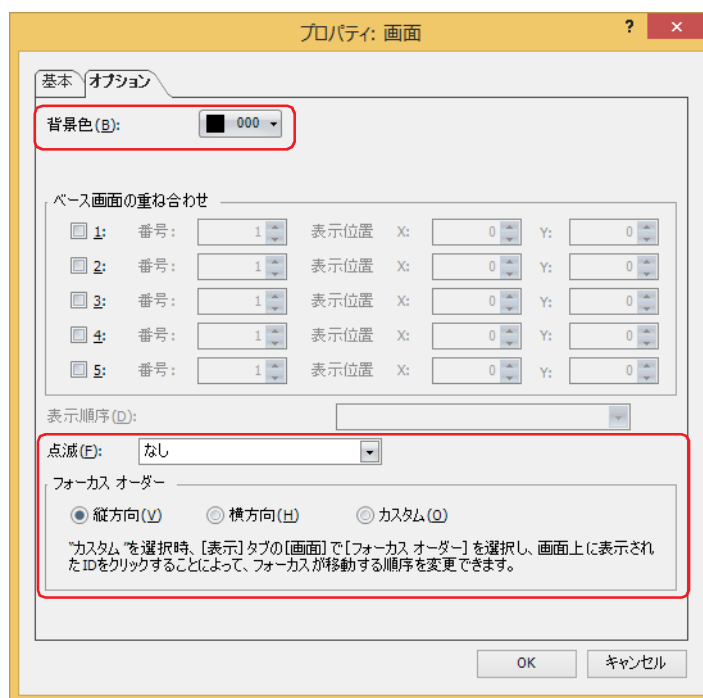 プロパティ: 画面
? ×
基本 オプション
背景色(B): 000
ベース画面の重ね合わせ
1: 番号: 1 表示位置 X: 0 Y: 0
2: 番号: 1 表示位置 X: 0 Y: 0
3: 番号: 1 表示位置 X: 0 Y: 0
4: 番号: 1 表示位置 X: 0 Y: 0
5: 番号: 1 表示位置 X: 0 Y: 0
表示順序(D):
点滅(F): なし
フォーカス オーダー
縦方向(V) 横方向(H) カスタム(O)
"カスタム"を選択時、[表示]タブの[画面]で[フォーカス オーダー]を選択し、画面上に表示され
たIDをクリックすることによって、フォーカスが移動する順序を変更できます。
OK キャンセル